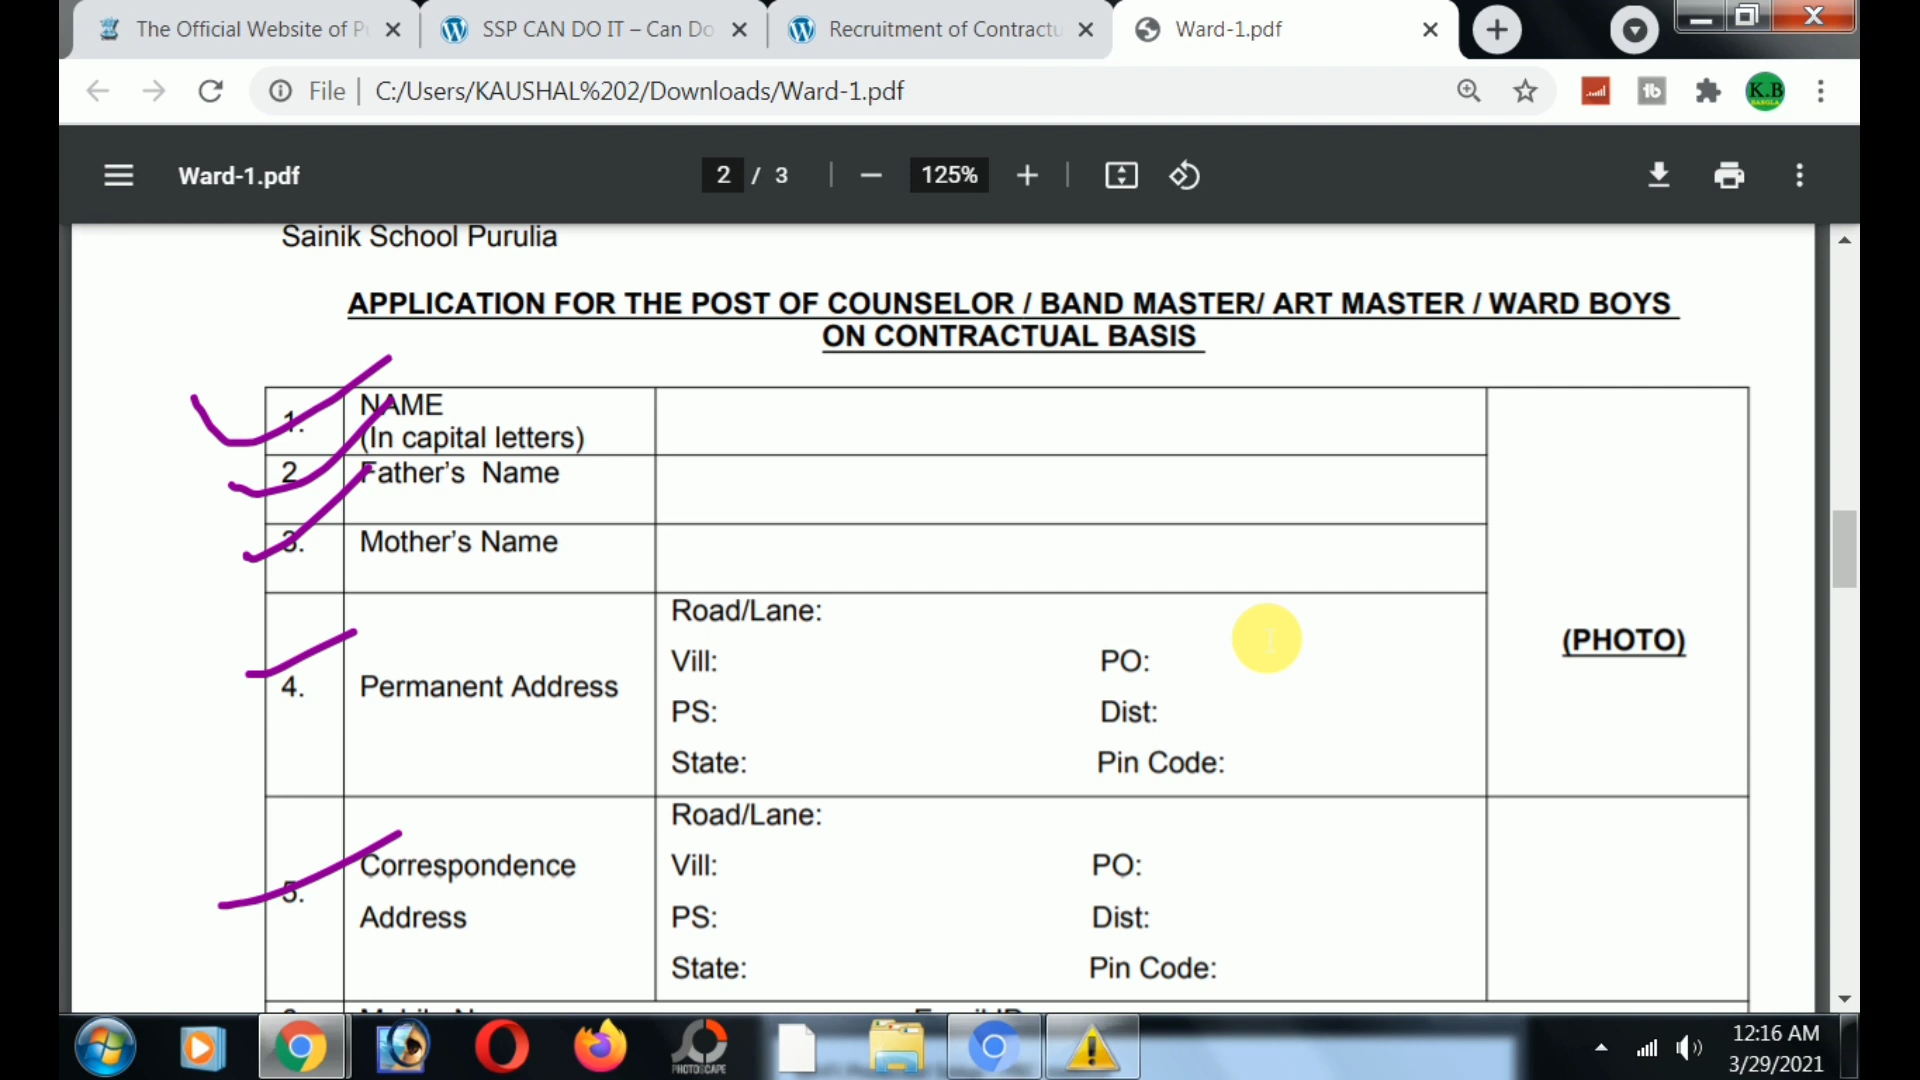 The Official Website of Pu
SSP CAN DO IT – Can Do
Recruitment of Contractu
Ward-1.pdf
File
C:/Users/KAUSHAL%202/Downloads/Ward-1.pdf
K.B
BANGLA
Ward-1.pdf
2 / 3
125%
Sainik School Purulia
APPLICATION FOR THE POST OF COUNSELOR / BAND MASTER/ ART MASTER / WARD BOYS
ON CONTRACTUAL BASIS
1. NAME
(In capital letters)
2. Father's Name
3. Mother's Name
4. Permanent Address
Road/Lane:
Vill: PO:
PS: Dist:
State: Pin Code:
(PHOTO)
5. Correspondence
Address
Road/Lane:
Vill: PO:
PS: Dist:
State: Pin Code:
PHOTOSCAPE
12:16 AM
3/29/2021